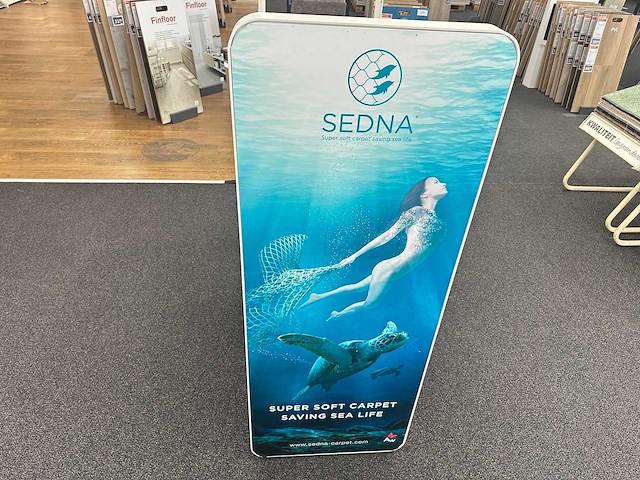 Finfloor
Finfloor
SEDNA
Super soft carpet saving sea life
KWALITEIT
SUPER SOFT CARPET
SAVING SEA LIFE
www.sedna-carpet.com